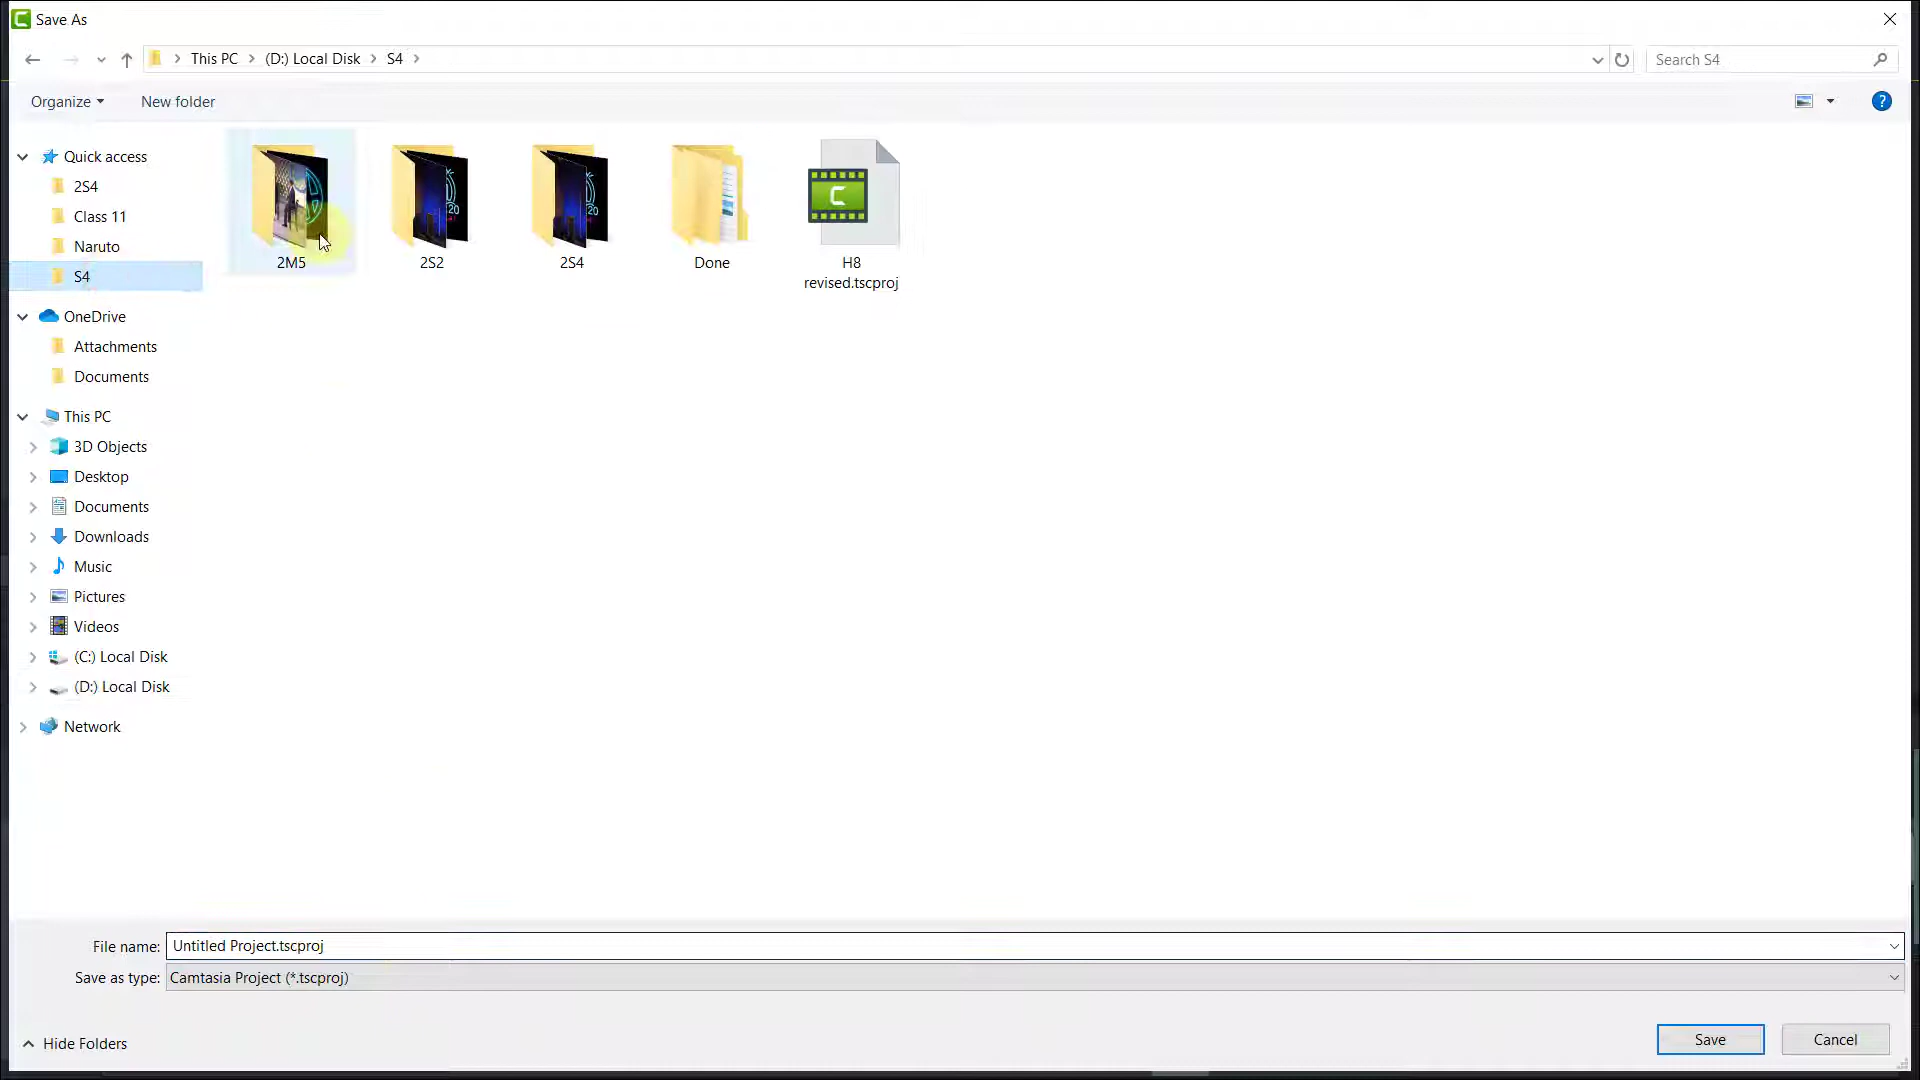 Save As
This PC
(D:) Local Disk
S4
Search S4
Organize
New folder
Quick access
2S4
Class 11
Naruto
S4
OneDrive
Attachments
Documents
This PC
3D Objects
Desktop
Documents
Downloads
Music
Pictures
Videos
(C:) Local Disk
(D:) Local Disk
Network
2M5
2S2
2S4
Done
H8
revised.tscproj
File name: Untitled Project.tscproj
Save as type: Camtasia Project (*.tscproj)
Hide Folders
Save
Cancel